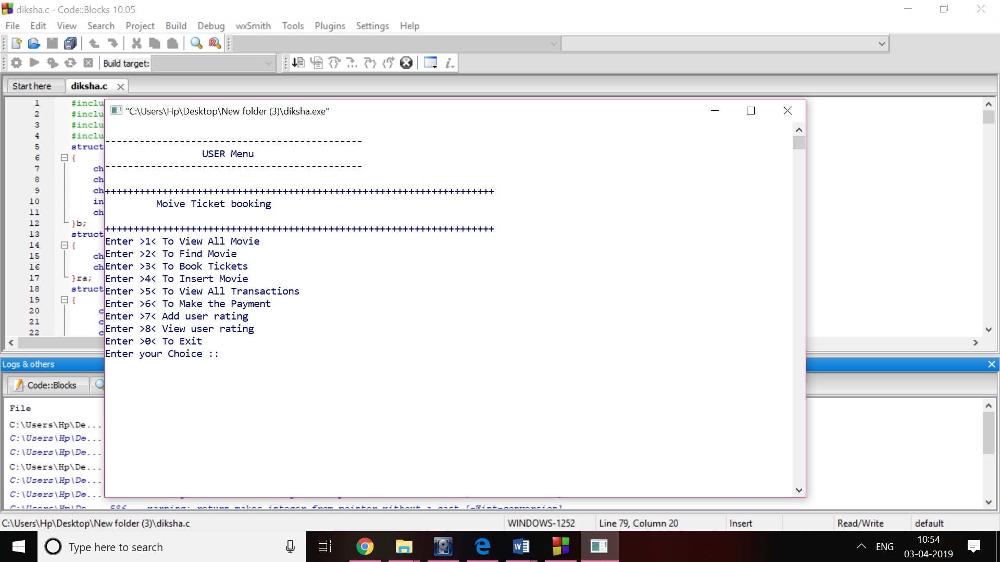 diksha.c - Code::Blocks 10.05
File Edit View Search Project Build Debug wxSmith Tools Plugins Settings Help
Build target:
Start here diksha.c
1 #inclu
2 #inclu
3 #inclu
4 #inclu
5 struct
6 {
7 ch
8 ch
9 ch
10 in
11 ch
12 }b;
13 struct
14 {
15 ch
16 ch
17 }ra;
18 struct
19 {
20 c
21 c
22 c
"C:\Users\Hp\Desktop\New folder (3)\diksha.exe"
---------------------------------------------
USER Menu
---------------------------------------------
++++++++++++++++++++++++++++++++++++++++++++++++++++++++++++++++++++
Moive Ticket booking
++++++++++++++++++++++++++++++++++++++++++++++++++++++++++++++++++++
Enter >1< To View All Movie
Enter >2< To Find Movie
Enter >3< To Book Tickets
Enter >4< To Insert Movie
Enter >5< To View All Transactions
Enter >6< To Make the Payment
Enter >7< Add user rating
Enter >8< View user rating
Enter >0< To Exit
Enter your Choice ::
Logs & others
Code::Blocks
File
C:\Users\Hp\De...
C:\Users\Hp\De...
C:\Users\Hp\De...
C:\Users\Hp\De...
C:\Users\Hp\De...
C:\Users\Hp\De...
C:\Users\Hp\De... 586 warning: return makes integer from pointer without a cast [-Wint-conversion]
C:\Users\Hp\Desktop\New folder (3)\diksha.c WINDOWS-1252 Line 79, Column 20 Insert Read/Write default
Type here to search
ENG
10:54
03-04-2019